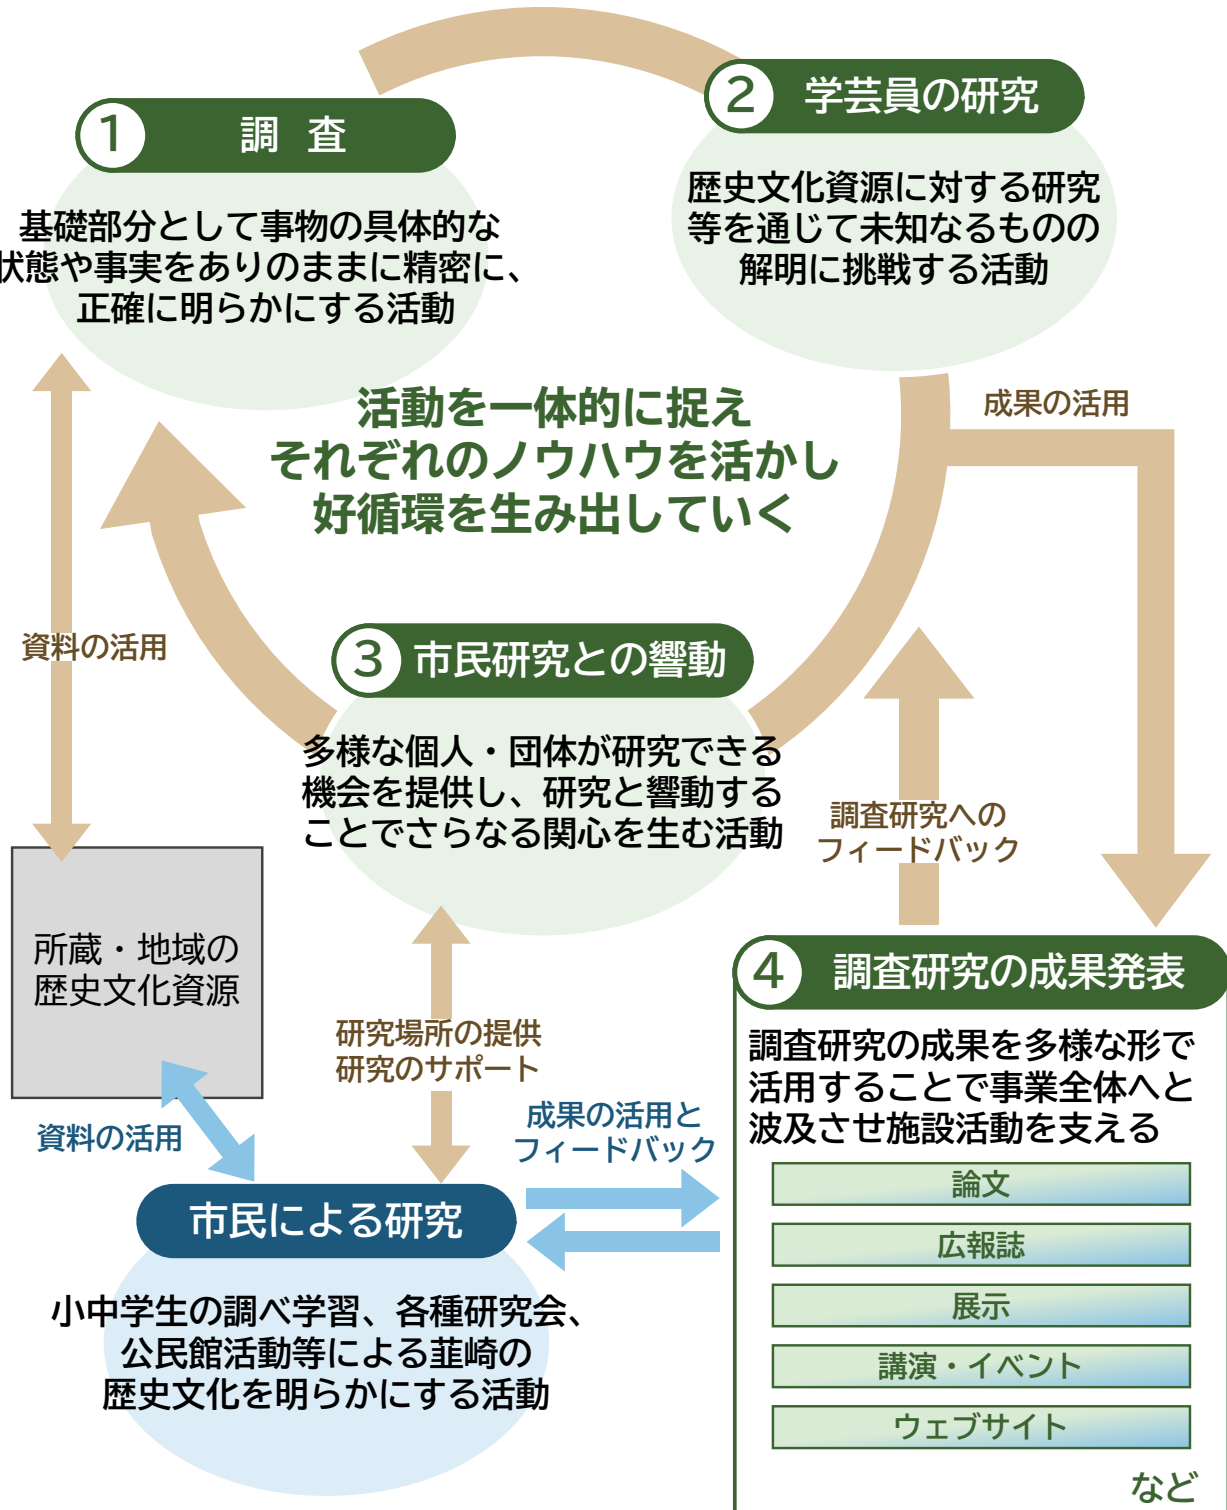 1 調 査
基礎部分として事物の具体的な
状態や事実をありのままに精密に、
正確に明らかにする活動
2 学芸員の研究
歴史文化資源に対する研究
等を通じて未知なるものの
解明に挑戦する活動
活動を一体的に捉え
それぞれのノウハウを活かし
好循環を生み出していく
成果の活用
資料の活用
3 市民研究との響動
多様な個人・団体が研究できる
機会を提供し、研究と響動する
ことでさらなる関心を生む活動
調査研究への
フィードバック
所蔵・地域の
歴史文化資源
研究場所の提供
研究のサポート
資料の活用
成果の活用と
フィードバック
市民による研究
小中学生の調べ学習、各種研究会、
公民館活動等による韮崎の
歴史文化を明らかにする活動
4 調査研究の成果発表
調査研究の成果を多様な形で
活用することで事業全体へと
波及させ施設活動を支える
論文
広報誌
展示
講演・イベント
ウェブサイト
など